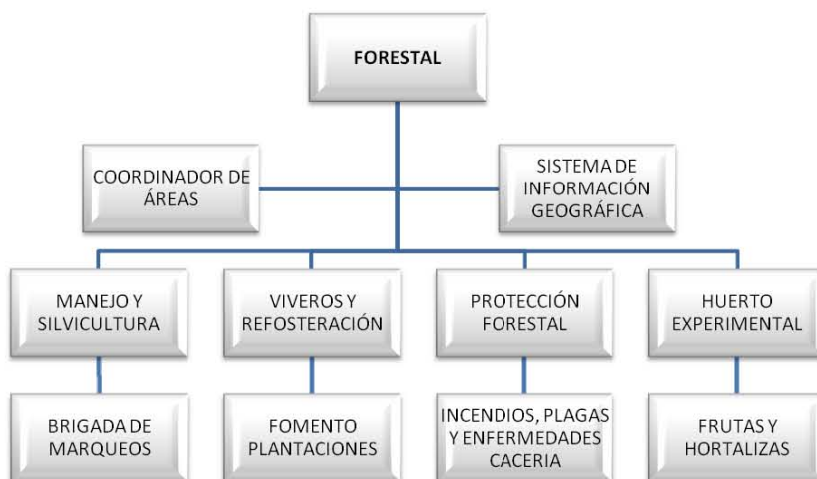 FORESTAL
COORDINADOR DE
ÁREAS
SISTEMA DE
INFORMACIÓN
GEOGRÁFICA
MANEJO Y
SILVICULTURA
VIVEROS Y
REFOSTERACIÓN
PROTECCIÓN
FORESTAL
HUERTO
EXPERIMENTAL
BRIGADA DE
MARQUEOS
FOMENTO
PLANTACIONES
INCENDIOS, PLAGAS
Y ENFERMEDADES
CACERIA
FRUTAS Y
HORTALIZAS